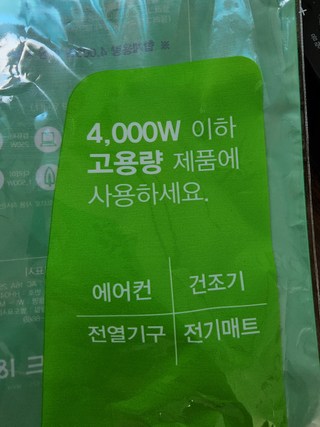 4,000W 이하
고용량 제품에
사용하세요.
에어컨 건조기
전열기구 전기매트